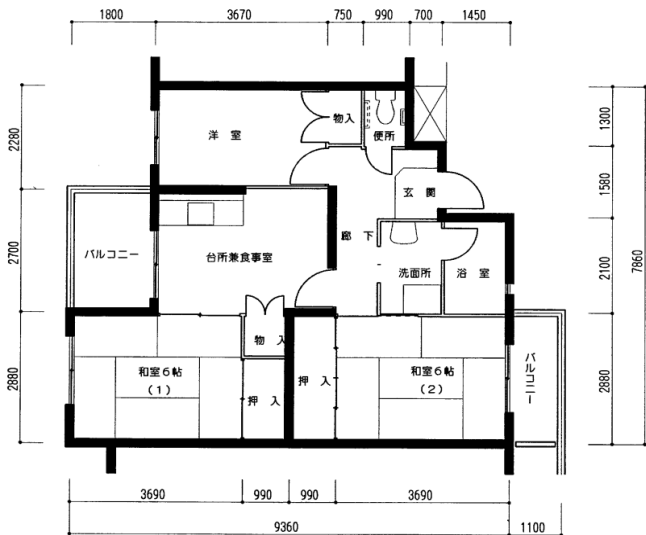 1800 3670 750 990 700 1450
2280
2700
2880
1300
1580
2100
2880
7860
洋 室
物入
便所
玄 関
バルコニー
台所兼食事室
廊 下
洗面所
浴 室
物 入
和室6帖
(1)
押 入
押 入
和室6帖
(2)
バルコニー
3690 990 990 3690
9360 1100